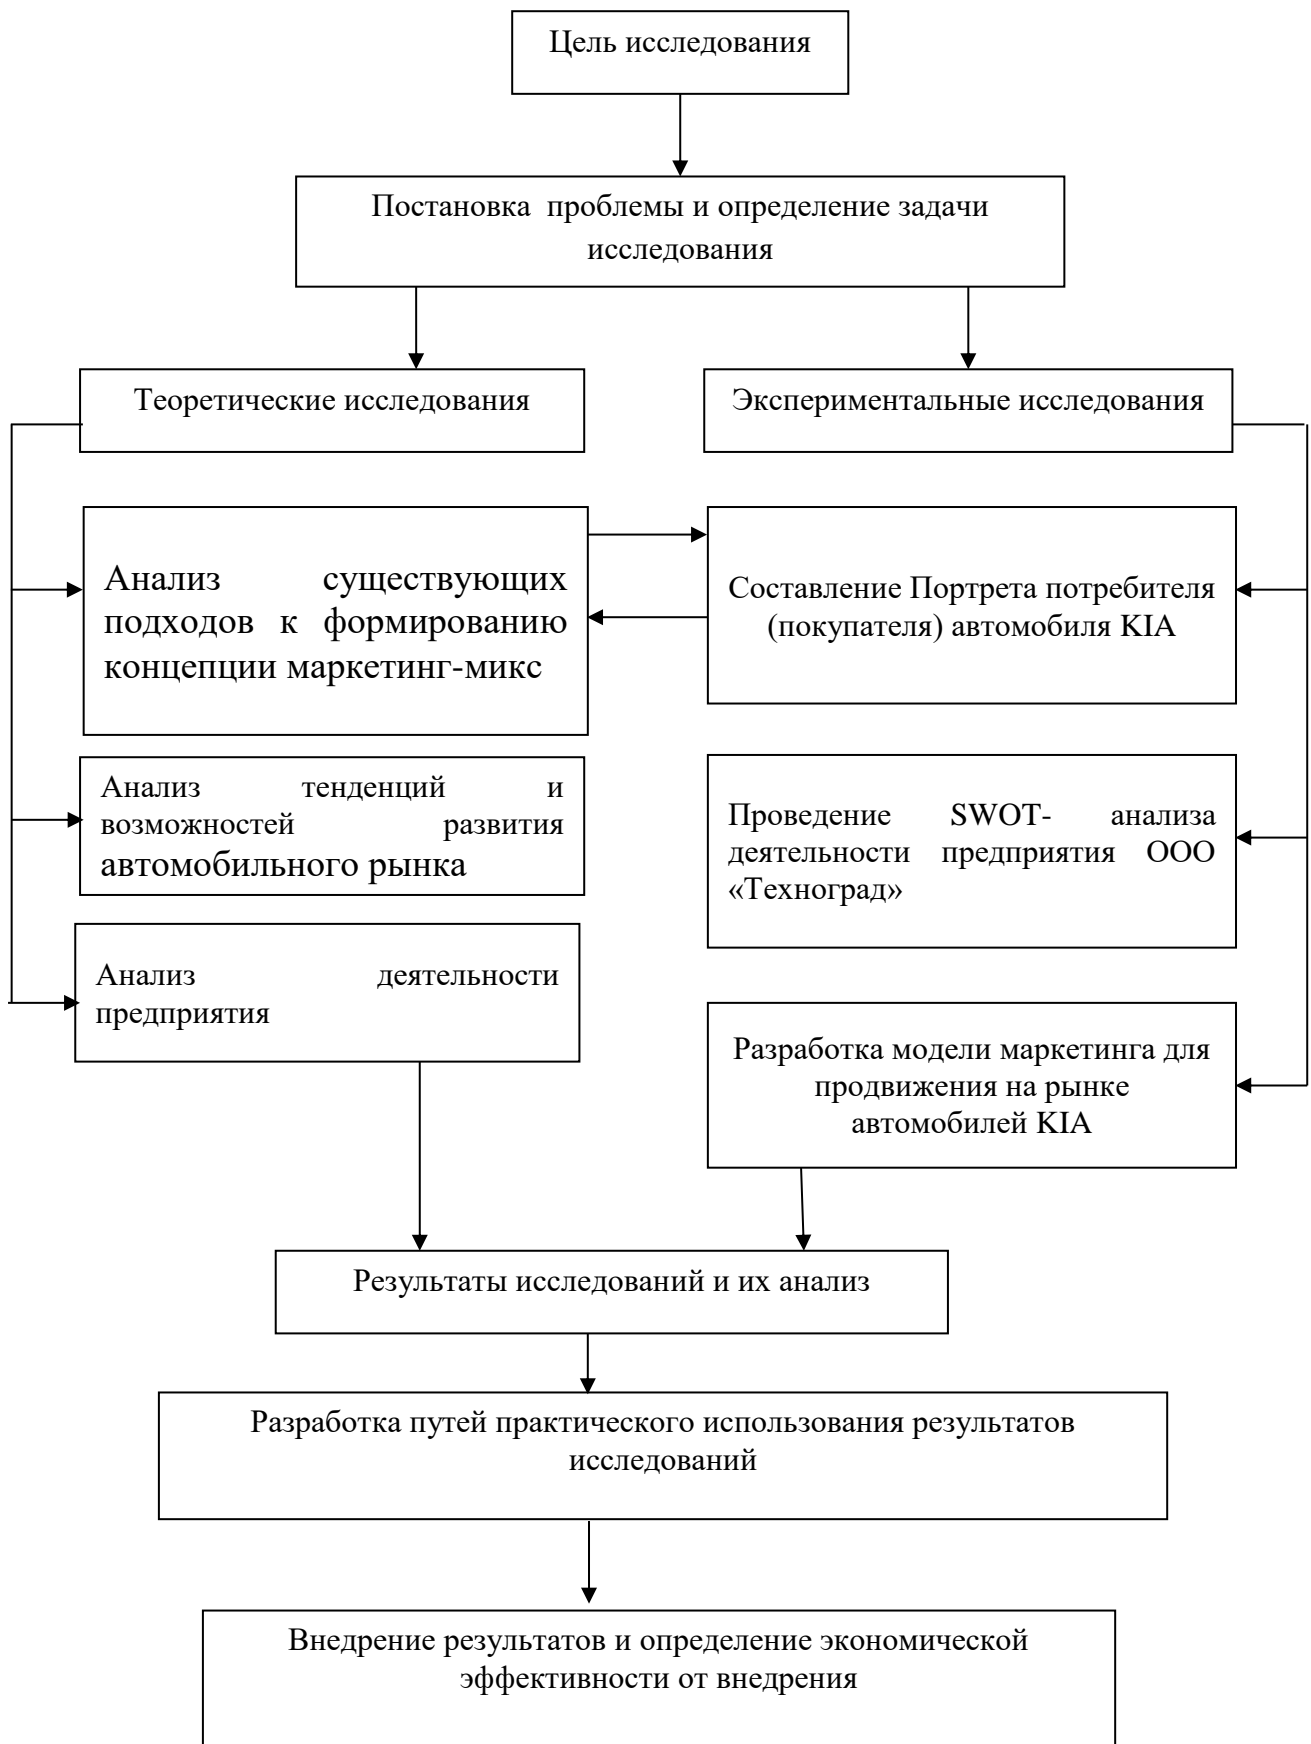 Цель исследования
Постановка проблемы и определение задачи
исследования
Теоретические исследования
Экспериментальные исследования
Анализ существующих
подходов к формированию
концепции маркетинг-микс
Составление Портрета потребителя
(покупателя) автомобиля KIA
Анализ тенденций и
возможностей развития
автомобильного рынка
Проведение SWOT- анализа
деятельности предприятия ООО
«Техноград»
Анализ деятельности
предприятия
Разработка модели маркетинга для
продвижения на рынке
автомобилей KIA
Результаты исследований и их анализ
Разработка путей практического использования результатов
исследований
Внедрение результатов и определение экономической
эффективности от внедрения